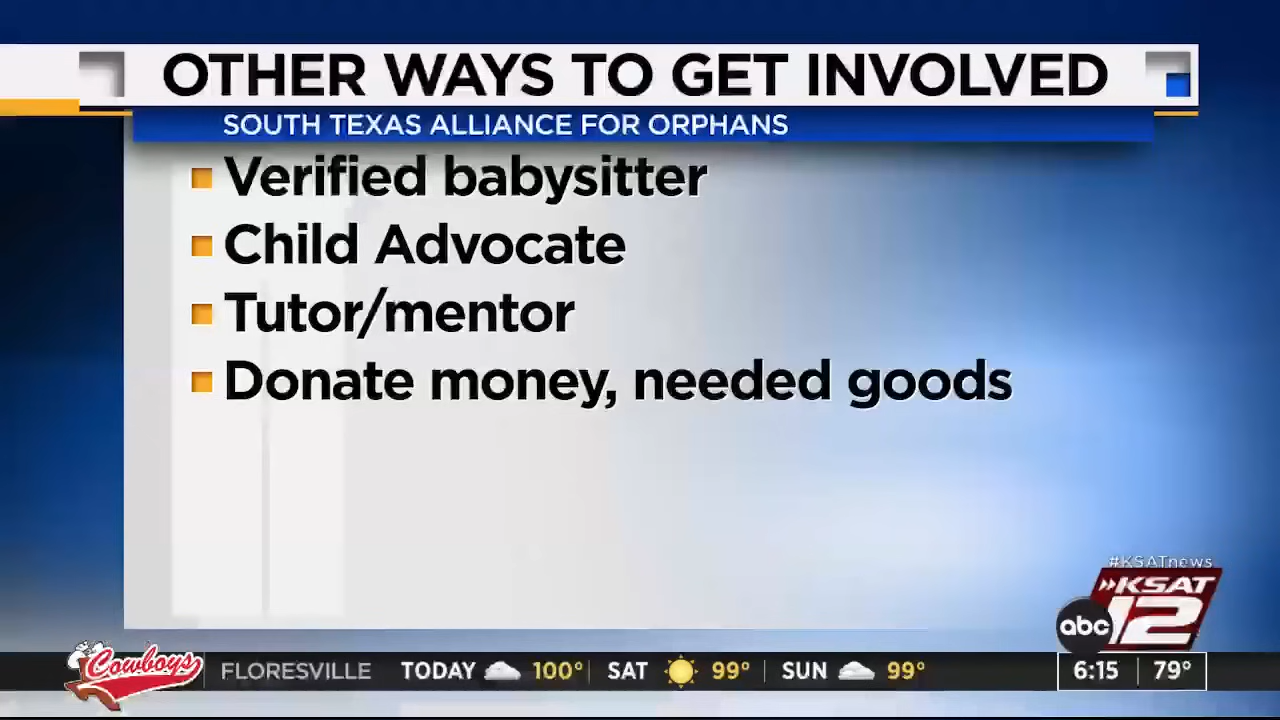 OTHER WAYS TO GET INVOLVED
SOUTH TEXAS ALLIANCE FOR ORPHANS
Verified babysitter
Child Advocate
Tutor/mentor
Donate money, needed goods
#KSATnews
KSAT
abc 12
Cowboys FLORESVILLE TODAY 100° SAT 99° SUN 99° 6:15 79°